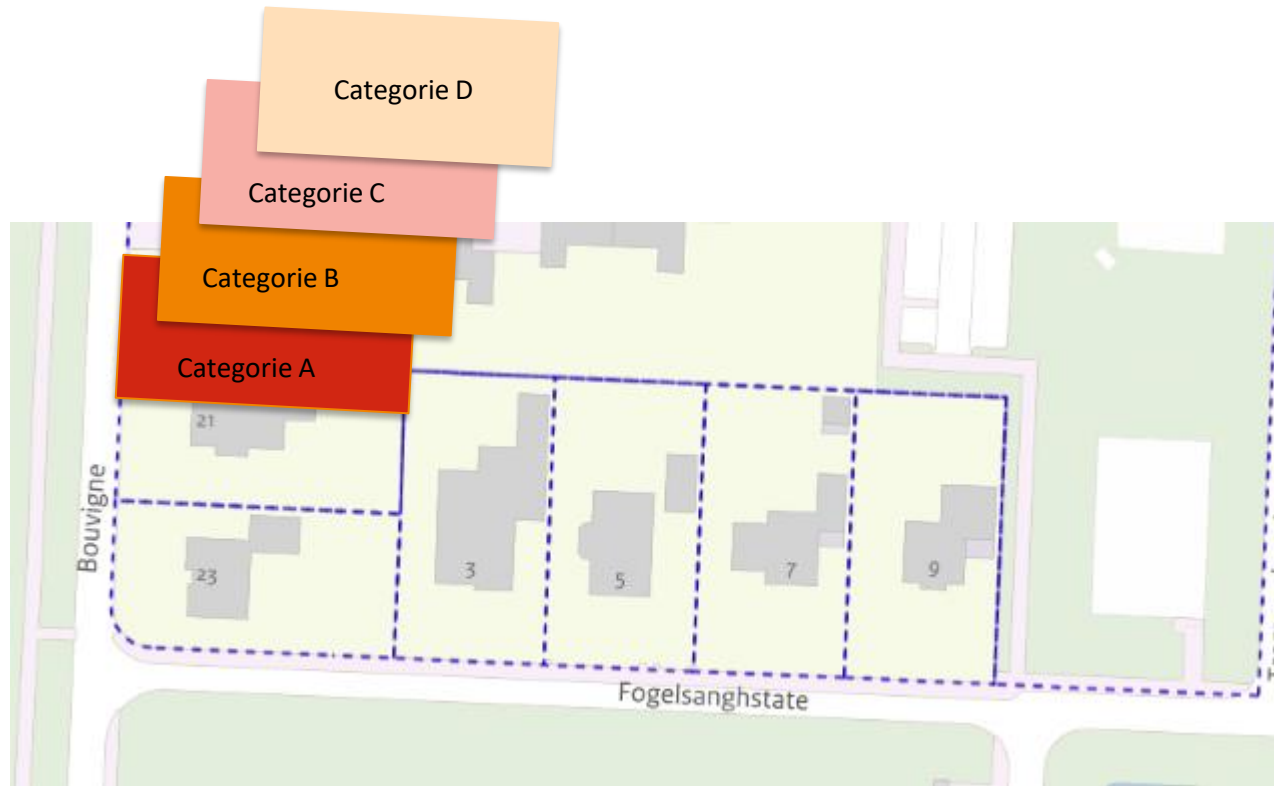 Categorie D
Categorie C
Categorie B
Categorie A
21
Bouvigne
23
3
5
7
9
Fogelsanghstate